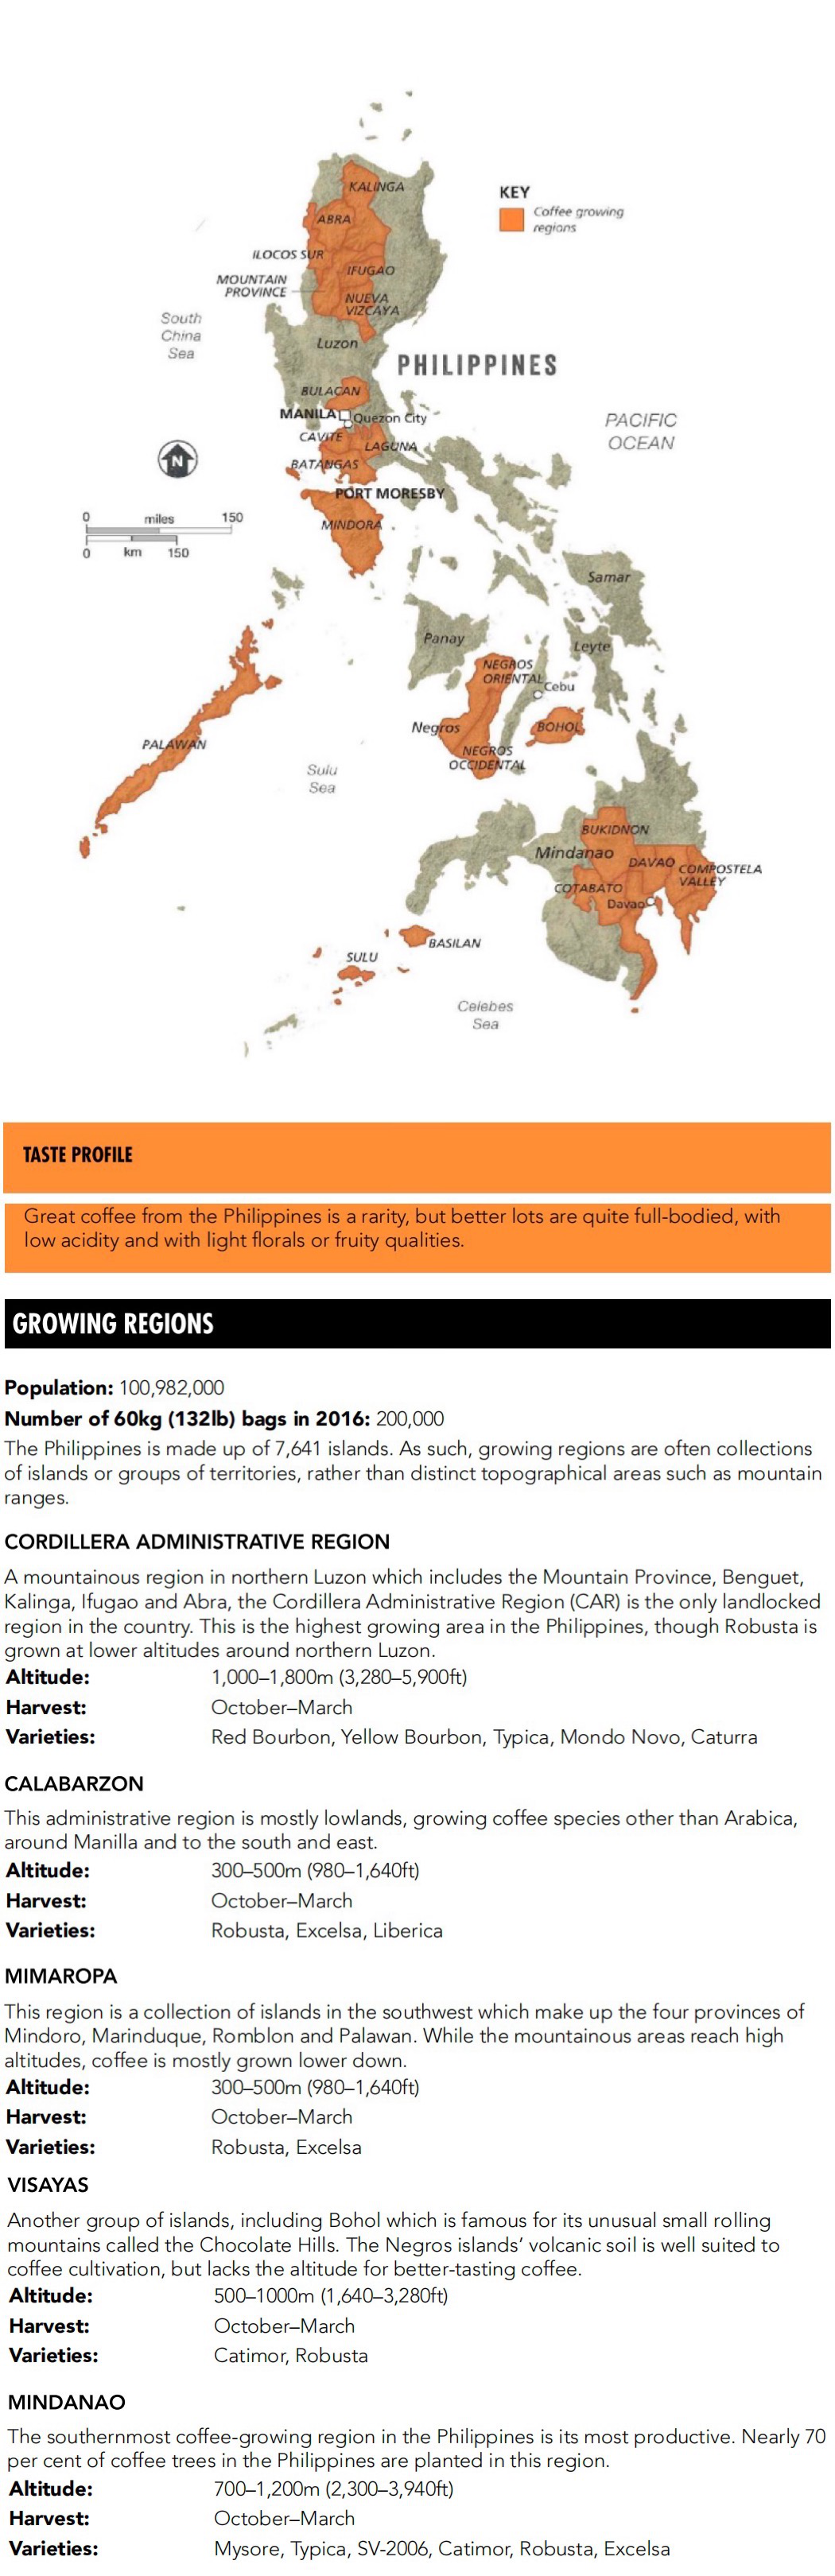 KALINGA
KEY
Coffee growing
regions
ABRA
ILOCOS SUR
IFUGAO
MOUNTAIN
PROVINCE
NUEVA
VIZCAYA
South
China
Sea
Luzon
PHILIPPINES
BULACAN
MANILA
Quezon City
PACIFIC
OCEAN
CAVITE
LAGUNA
N
BATANGAS
PORT MORESBY
0 miles 150
MINDORA
0 km 150
Samar
Panay
Leyte
NEGROS
ORIENTAL
Cebu
Negros
BOHOL
PALAWAN
NEGROS
OCCIDENTAL
Sulu
Sea
BUKIDNON
Mindanao
DAVAO
COMPOSTELA
VALLEY
COTABATO
Davao
BASILAN
SULU
Celebes
Sea
TASTE PROFILE
Great coffee from the Philippines is a rarity, but better lots are quite full-bodied, with
low acidity and with light florals or fruity qualities.
GROWING REGIONS
Population: 100,982,000
Number of 60kg (132lb) bags in 2016: 200,000
The Philippines is made up of 7,641 islands. As such, growing regions are often collections
of islands or groups of territories, rather than distinct topographical areas such as mountain
ranges.
CORDILLERA ADMINISTRATIVE REGION
A mountainous region in northern Luzon which includes the Mountain Province, Benguet,
Kalinga, Ifugao and Abra, the Cordillera Administrative Region (CAR) is the only landlocked
region in the country. This is the highest growing area in the Philippines, though Robusta is
grown at lower altitudes around northern Luzon.
Altitude: 1,000–1,800m (3,280–5,900ft)
Harvest: October–March
Varieties: Red Bourbon, Yellow Bourbon, Typica, Mondo Novo, Caturra
CALABARZON
This administrative region is mostly lowlands, growing coffee species other than Arabica,
around Manilla and to the south and east.
Altitude: 300–500m (980–1,640ft)
Harvest: October–March
Varieties: Robusta, Excelsa, Liberica
MIMAROPA
This region is a collection of islands in the southwest which make up the four provinces of
Mindoro, Marinduque, Romblon and Palawan. While the mountainous areas reach high
altitudes, coffee is mostly grown lower down.
Altitude: 300–500m (980–1,640ft)
Harvest: October–March
Varieties: Robusta, Excelsa
VISAYAS
Another group of islands, including Bohol which is famous for its unusual small rolling
mountains called the Chocolate Hills. The Negros islands’ volcanic soil is well suited to
coffee cultivation, but lacks the altitude for better-tasting coffee.
Altitude: 500–1000m (1,640–3,280ft)
Harvest: October–March
Varieties: Catimor, Robusta
MINDANAO
The southernmost coffee-growing region in the Philippines is its most productive. Nearly 70
per cent of coffee trees in the Philippines are planted in this region.
Altitude: 700–1,200m (2,300–3,940ft)
Harvest: October–March
Varieties: Mysore, Typica, SV-2006, Catimor, Robusta, Excelsa